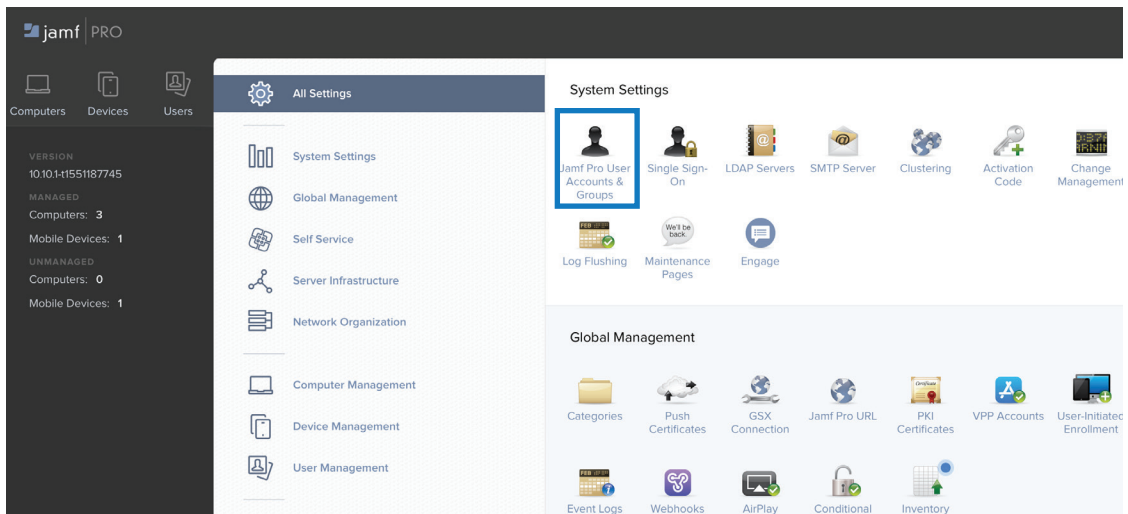 jamf PRO
Computers
Devices
Users
VERSION
10.10.1-t1551187745
MANAGED
Computers: 3
Mobile Devices: 1
UNMANAGED
Computers: 0
Mobile Devices: 1
All Settings
System Settings
Global Management
Self Service
Server Infrastructure
Network Organization
Computer Management
Device Management
User Management
System Settings
Jamf Pro User
Accounts &
Groups
Single Sign-
On
LDAP Servers
SMTP Server
Clustering
Activation
Code
Change
Management
FEB
Log Flushing
We'll be
back
Maintenance
Pages
Engage
Global Management
Categories
Push
Certificates
GSX
Connection
Jamf Pro URL
Certificate
PKI
Certificates
VPP Accounts
User-Initiated
Enrollment
FEB
Event Logs
Webhooks
AirPlay
Conditional
Inventory